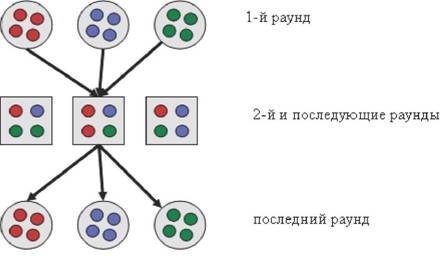 1-й раунд
2-й и последующие раунды
последний раунд